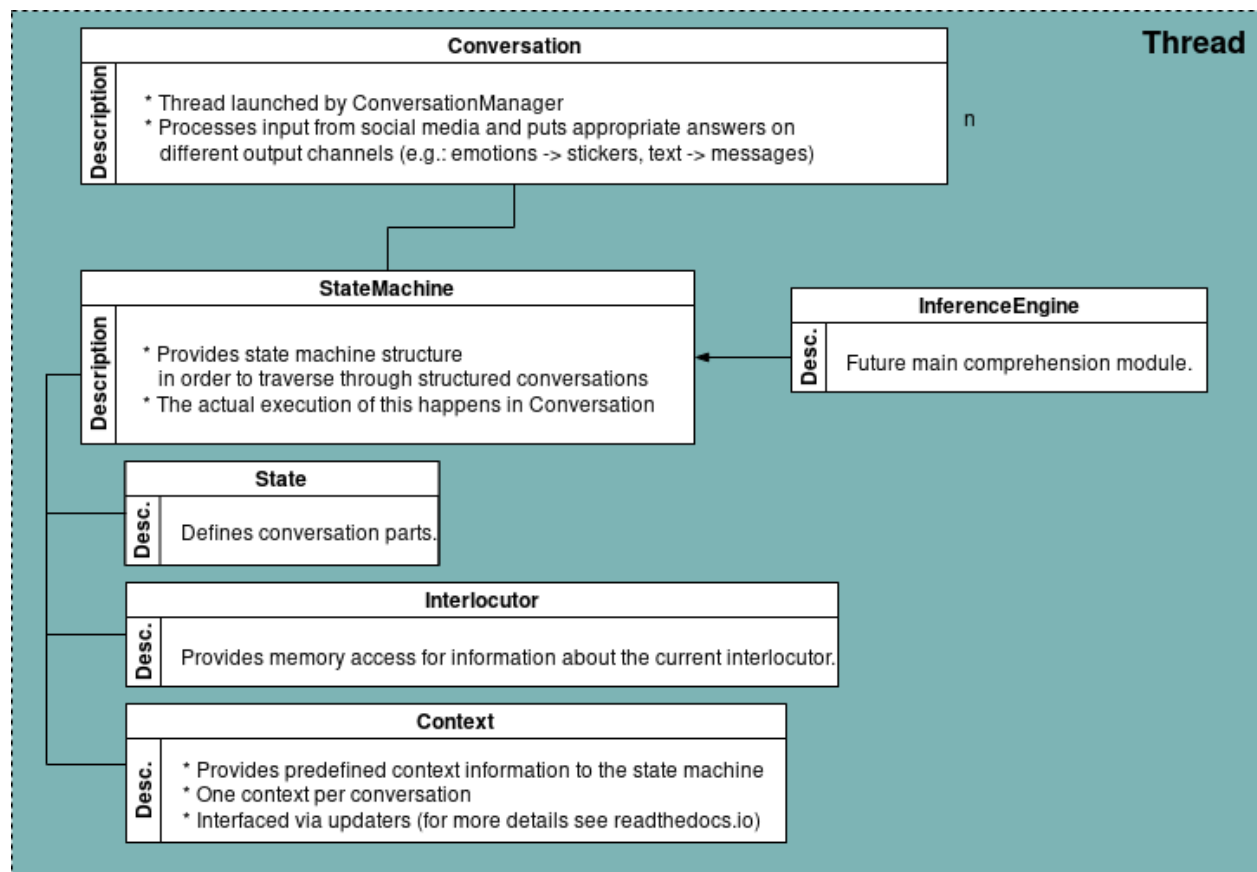 Thread
Conversation
Description
* Thread launched by ConversationManager
* Processes input from social media and puts appropriate answers on
different output channels (e.g.: emotions -> stickers, text -> messages)
n
StateMachine
Description
* Provides state machine structure
in order to traverse through structured conversations
* The actual execution of this happens in Conversation
InferenceEngine
Desc.
Future main comprehension module.
State
Desc.
Defines conversation parts.
Interlocutor
Desc.
Provides memory access for information about the current interlocutor.
Context
Desc.
* Provides predefined context information to the state machine
* One context per conversation
* Interfaced via updaters (for more details see readthedocs.io)